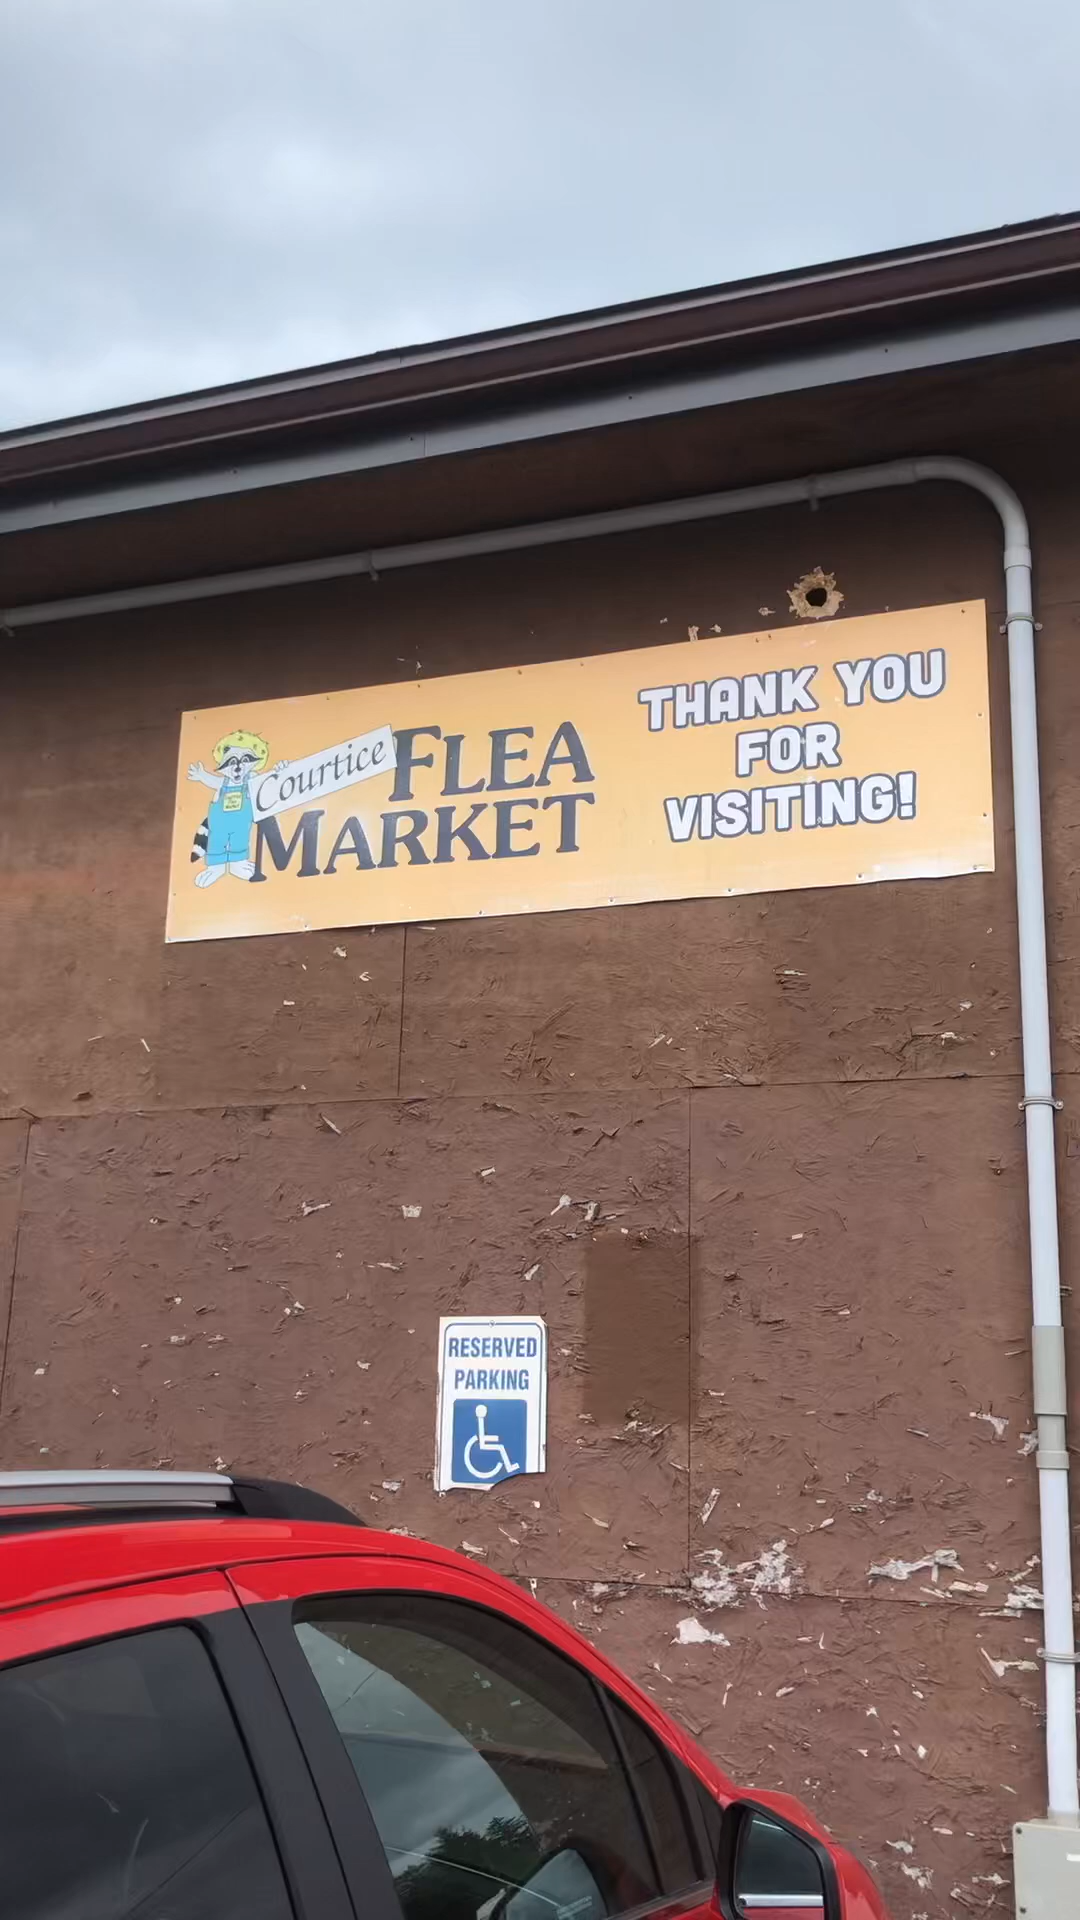 Courtice FLEA
MARKET
THANK YOU
FOR
VISITING!
RESERVED
PARKING